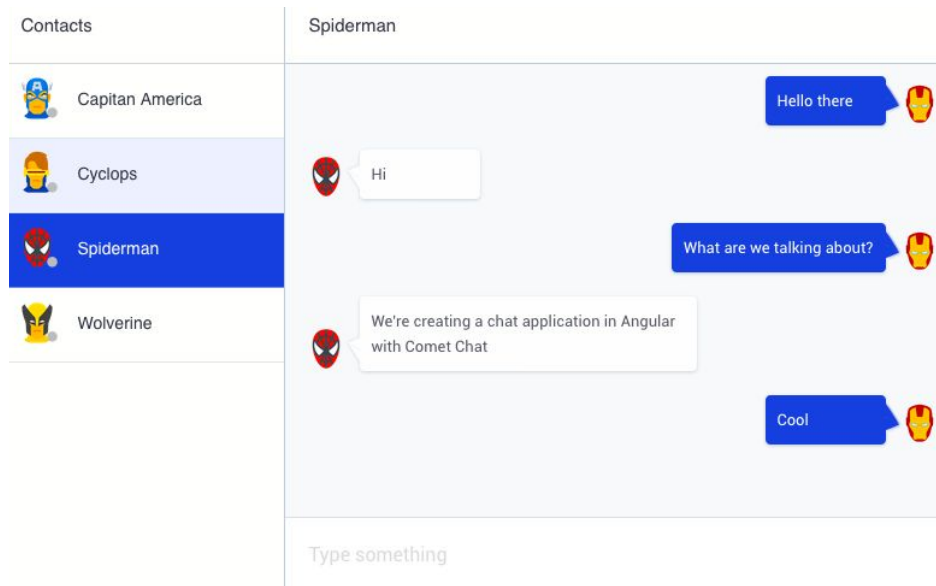 Contacts
Spiderman
Capitan America
Cyclops
Spiderman
Wolverine
Hello there
Hi
What are we talking about?
We're creating a chat application in Angular
with Comet Chat
Cool
Type something